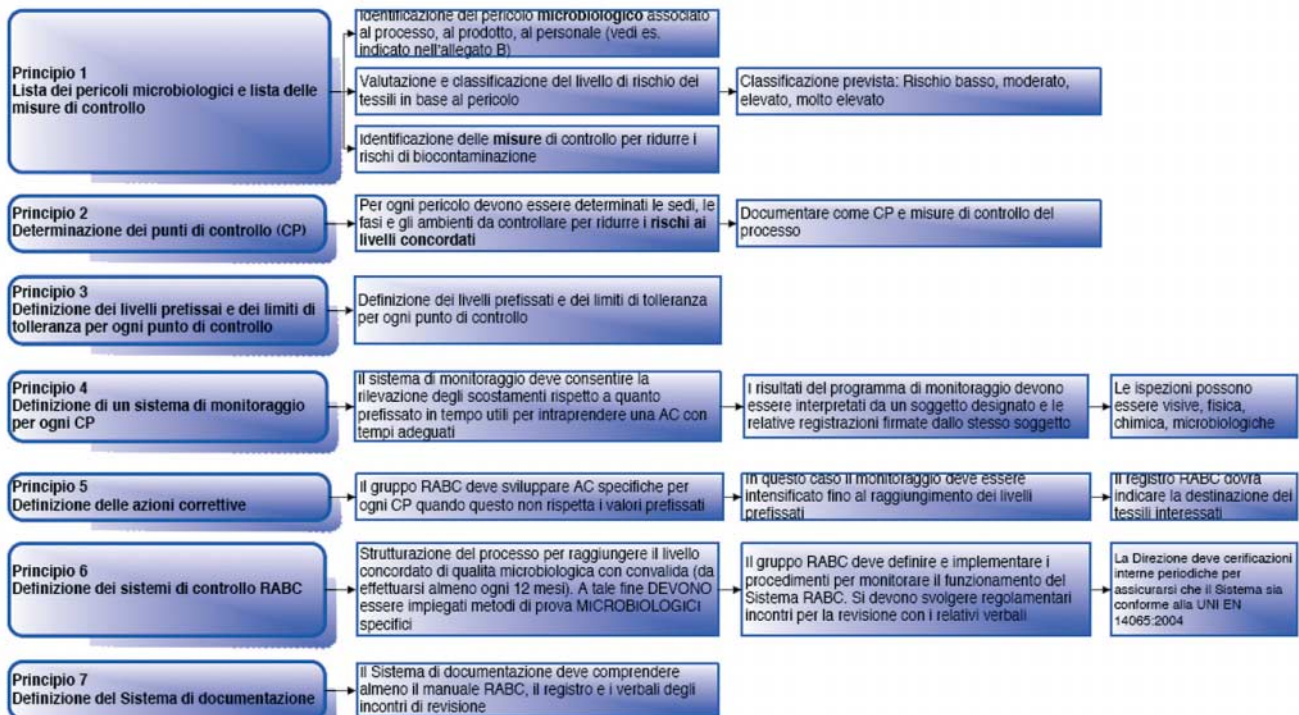 Principio 1
Lista dei pericoli microbiologici e lista delle
misure di controllo
Identificazione del pericolo microbiologico associato
al processo, al prodotto, al personale (vedi es.
indicato nell'allegato B)
Valutazione e classificazione del livello di rischio dei
tessili in base al pericolo
Classificazione prevista: Rischio basso, moderato,
elevato, molto elevato
Identificazione delle misure di controllo per ridurre i
rischi di biocontaminazione
Principio 2
Determinazione dei punti di controllo (CP)
Per ogni pericolo devono essere determinati le sedi, le
fasi e gli ambienti da controllare per ridurre i rischi ai
livelli concordati
Documentare come CP e misure di controllo del
processo
Principio 3
Definizione dei livelli prefissai e dei limiti di
tolleranza per ogni punto di controllo
Definizione dei livelli prefissati e dei limiti di tolleranza
per ogni punto di controllo
Principio 4
Definizione di un sistema di monitoraggio
per ogni CP
Il sistema di monitoraggio deve consentire la
rilevazione degli scostamenti rispetto a quanto
prefissato in tempo utili per intraprendere una AC con
tempi adeguati
I risultati del programma di monitoraggio devono
essere interpretati da un soggetto designato e le
relative registrazioni firmate dallo stesso soggetto
Le ispezioni possono
essere visive, fisica,
chimica, microbiologiche
Principio 5
Definizione delle azioni correttive
Il gruppo RABC deve sviluppare AC specifiche per
ogni CP quando questo non rispetta i valori prefissati
In questo caso il monitoraggio deve essere
intensificato fino al raggiungimento dei livelli
prefissati
Il registro RABC dovrà
indicare la destinazione dei
tessili interessati
Principio 6
Definizione dei sistemi di controllo RABC
Strutturazione del processo per raggiungere il livello
concordato di qualità microbiologica con convalida (da
effettuarsi almeno ogni 12 mesi). A tale fine DEVONO
essere impiegati metodi di prova MICROBIOLOGICI
specifici
Il gruppo RABC deve definire e implementare i
procedimenti per monitorare il funzionamento del
Sistema RABC. Si devono svolgere regolamentari
incontri per la revisione con i relativi verbali
La Direzione deve cerificazioni
interne periodiche per
assicurarsi che il Sistema sia
conforme alla UNI EN
14065:2004
Principio 7
Definizione del Sistema di documentazione
Il Sistema di documentazione deve comprendere
almeno il manuale RABC, il registro e i verbali degli
incontri di revisione